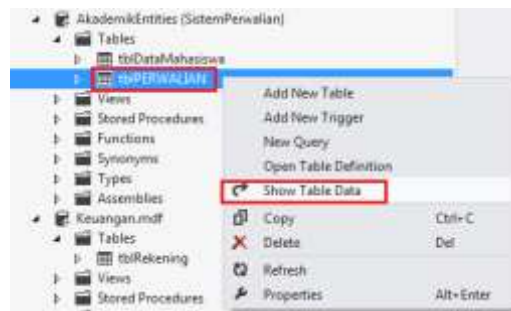 AkademikEntities (SistemPerwalian)
Tables
tblDataMahasiswa
tblPERWALIAN
Views
Stored Procedures
Functions
Synonyms
Types
Assemblies
Keuangan.mdf
Tables
tblRekening
Views
Stored Procedures
Add New Table
Add New Trigger
New Query
Open Table Definition
Show Table Data
Copy Ctrl+C
Delete Del
Refresh
Properties Alt+Enter